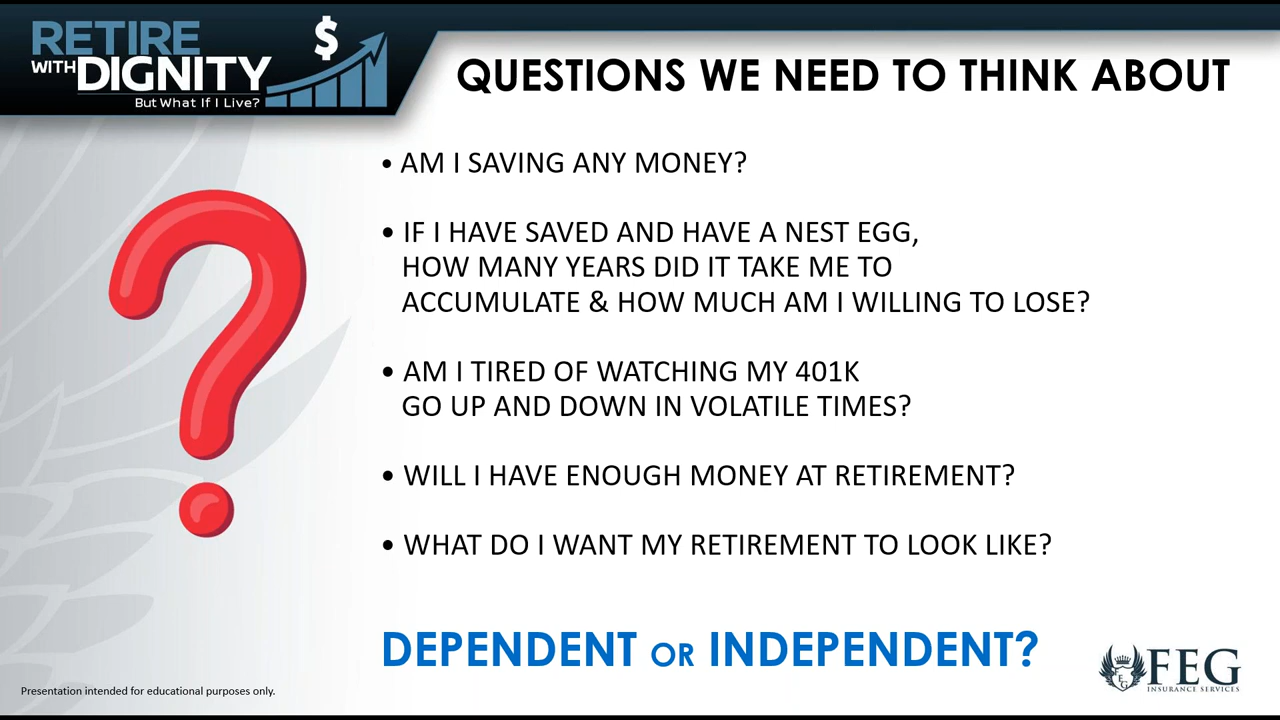 RETIRE
WITH DIGNITY
But What If I Live?
$
QUESTIONS WE NEED TO THINK ABOUT
• AM I SAVING ANY MONEY?
• IF I HAVE SAVED AND HAVE A NEST EGG,
HOW MANY YEARS DID IT TAKE ME TO
ACCUMULATE & HOW MUCH AM I WILLING TO LOSE?
• AM I TIRED OF WATCHING MY 401K
GO UP AND DOWN IN VOLATILE TIMES?
• WILL I HAVE ENOUGH MONEY AT RETIREMENT?
• WHAT DO I WANT MY RETIREMENT TO LOOK LIKE?
DEPENDENT OR INDEPENDENT?
Presentation intended for educational purposes only.
FEG
INSURANCE SERVICES